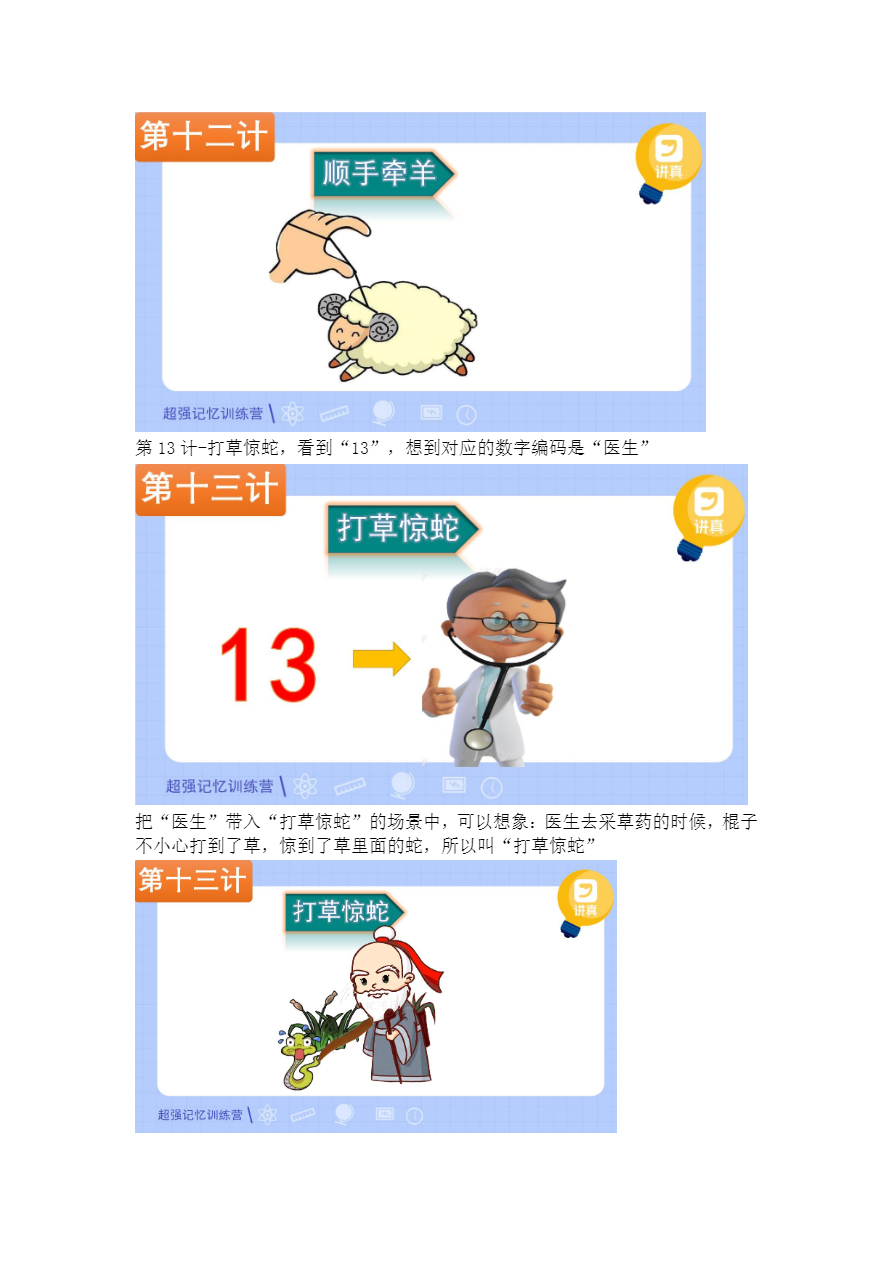 第十二计
顺手牵羊
讲真
超强记忆训练营
第 13 计-打草惊蛇，看到“13”，想到对应的数字编码是“医生”
第十三计
打草惊蛇
讲真
13
超强记忆训练营
把“医生”带入“打草惊蛇”的场景中，可以想象：医生去采草药的时候，棍子
不小心打到了草，惊到了草里面的蛇，所以叫“打草惊蛇”
第十三计
打草惊蛇
讲真
超强记忆训练营